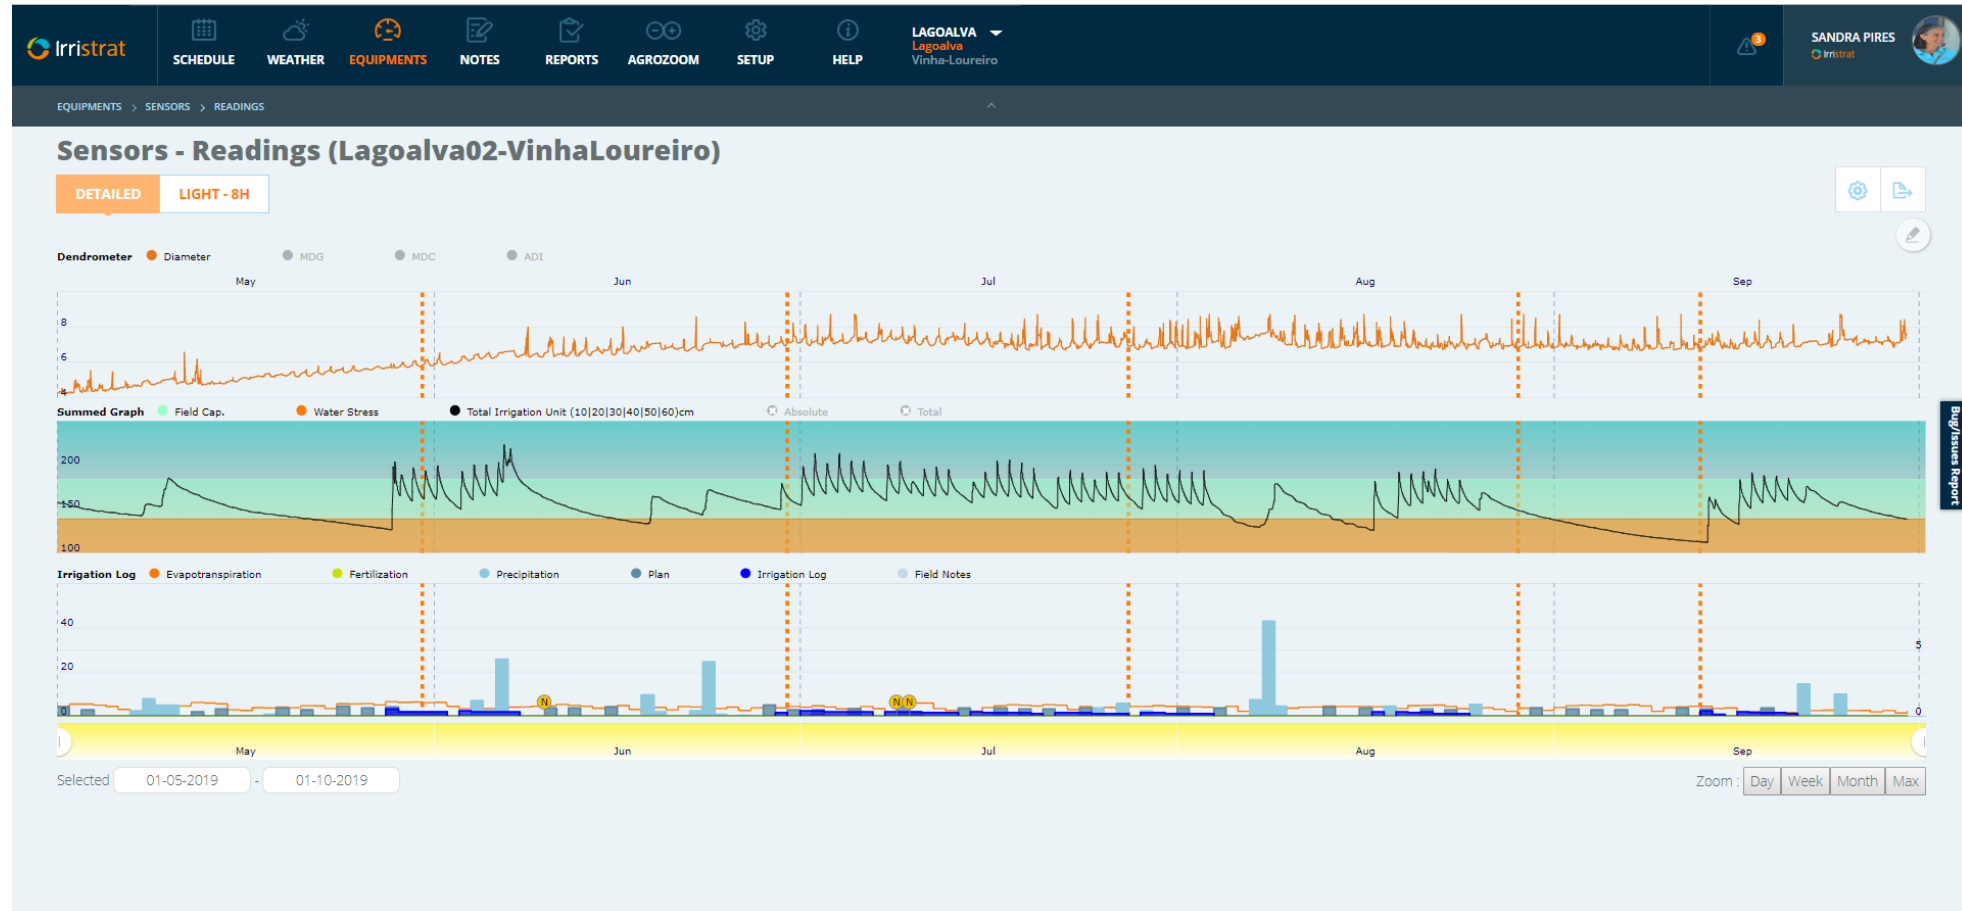 Irristrat
SCHEDULE WEATHER EQUIPMENTS NOTES REPORTS AGROZOOM SETUP HELP
LAGOALVA
Lagoalva
Vinha-Loureiro
3
SANDRA PIRES
Irristrat
EQUIPMENTS > SENSORS > READINGS
Sensors - Readings (Lagoalva02-VinhaLoureiro)
DETAILED LIGHT - 8H
Dendrometer Diameter MDG MDC ADI
May Jun Jul Aug Sep
8
6
4
Summed Graph Field Cap. Water Stress Total Irrigation Unit (10|20|30|40|50|60)cm Absolute Total
200
150
100
Bug/Issues Report
Irrigation Log Evapotranspiration Fertilization Precipitation Plan Irrigation Log Field Notes
40
5
20
N N N
0 0
May Jun Jul Aug Sep
Selected 01-05-2019 - 01-10-2019 Zoom : Day Week Month Max